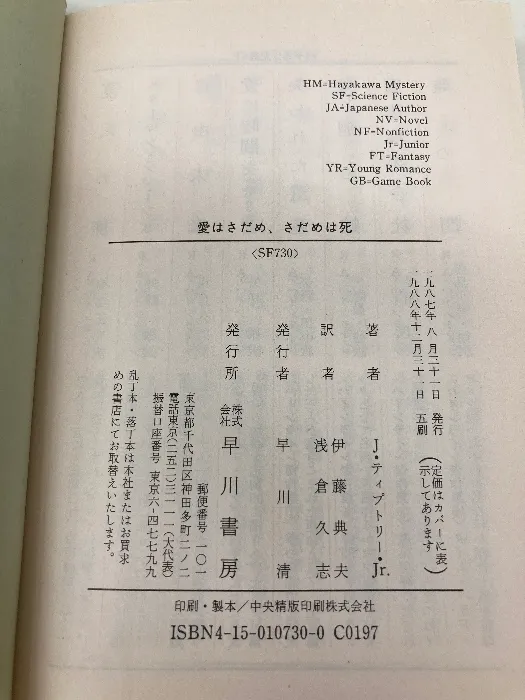 HM=Hayakawa Mystery
SF=Science Fiction
JA=Japanese Author
NV=Novel
NF=Nonfiction
Jr=Junior
FT=Fantasy
YR=Young Romance
GB=Game Book
愛はさだめ、さだめは死
〈SF730〉
一九八七年八月三十一日 発行
一九八八年十二月三十一日 五刷
(定価はカバーに表示してあります)
著者 J・ティプトリー・Jr.
訳者 伊藤典夫
浅倉久志
発行者 早川清
発行所 株式会社 早川書房
郵便番号 一〇一
東京都千代田区神田多町二ノ二
電話東京(二五二)三一一一(大代表)
振替口座番号 東京六-四七七九九
乱丁本・落丁本は本社またはお買求
めの書店にてお取替えいたします。
印刷・製本/中央精版印刷株式会社
ISBN4-15-010730-0 C0197